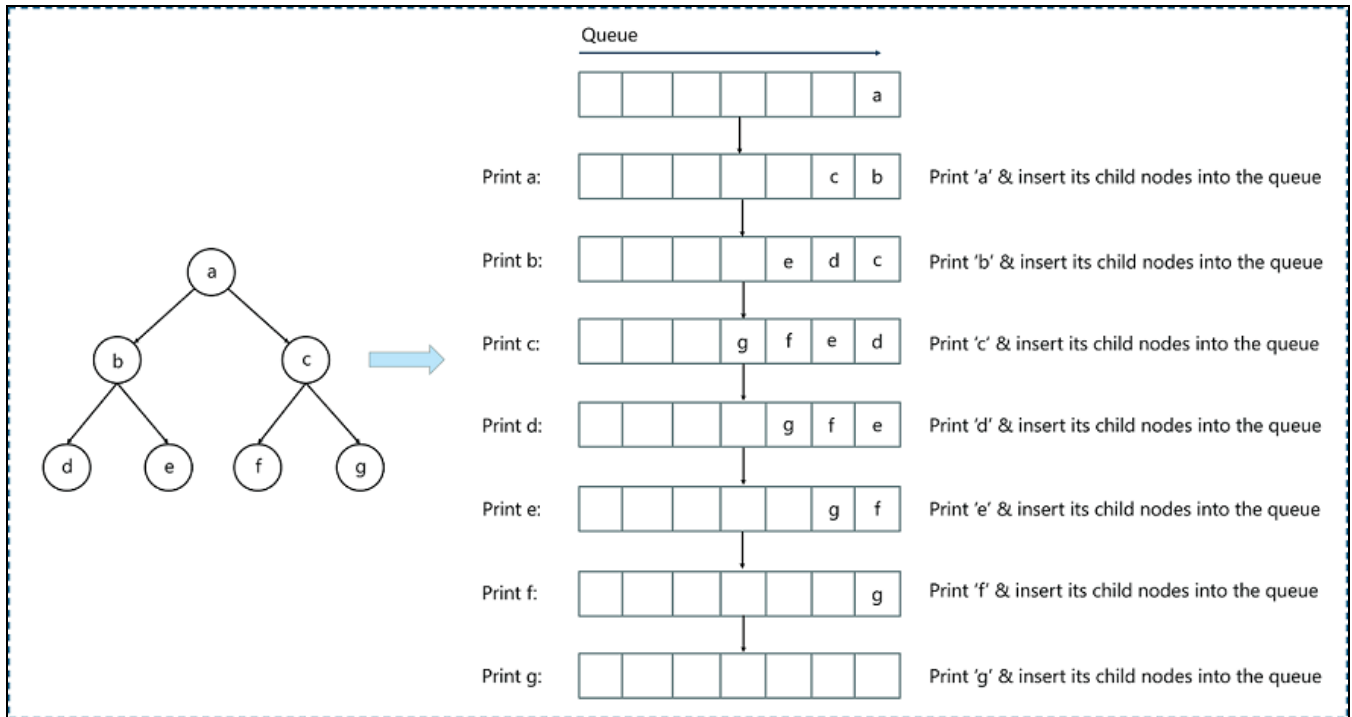 Queue
a
Print a: c b Print 'a' & insert its child nodes into the queue
Print b: e d c Print 'b' & insert its child nodes into the queue
Print c: g f e d Print 'c' & insert its child nodes into the queue
Print d: g f e Print 'd' & insert its child nodes into the queue
Print e: g f Print 'e' & insert its child nodes into the queue
Print f: g Print 'f' & insert its child nodes into the queue
Print g: Print 'g' & insert its child nodes into the queue
a
b c
d e f g